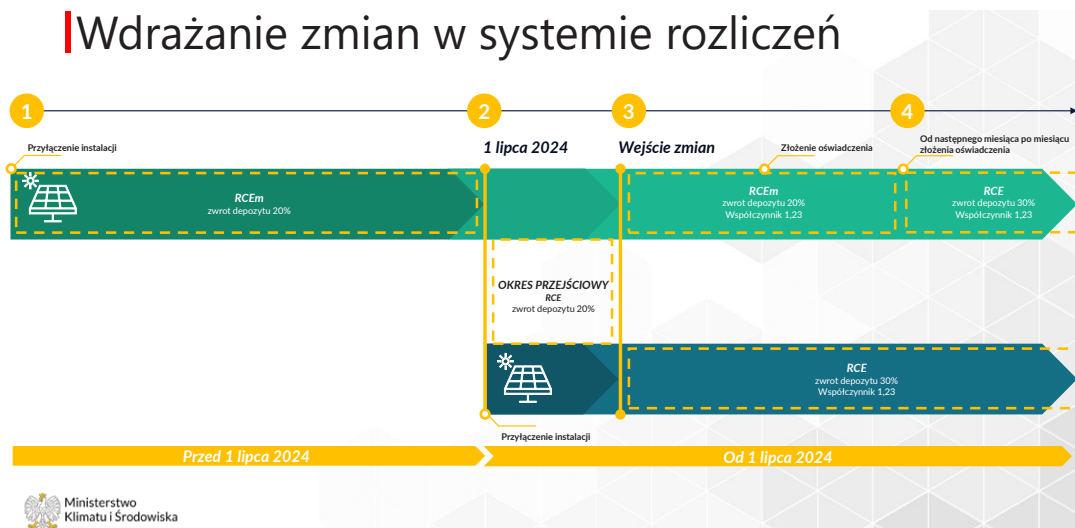 Wdrażanie zmian w systemie rozliczeń
1
2
3
4
Przyłączenie instalacji
1 lipca 2024
Wejście zmian
Złożenie oświadczenia
Od następnego miesiąca po miesiącu
złożenia oświadczenia
RCEm
zwrot depozytu 20%
RCEm
zwrot depozytu 20%
Współczynnik 1,23
RCE
zwrot depozytu 30%
Współczynnik 1,23
OKRES PRZEJŚCIOWY
RCE
zwrot depozytu 20%
RCE
zwrot depozytu 30%
Współczynnik 1,23
Przyłączenie instalacji
Przed 1 lipca 2024
Od 1 lipca 2024
Ministerstwo
Klimatu i Środowiska